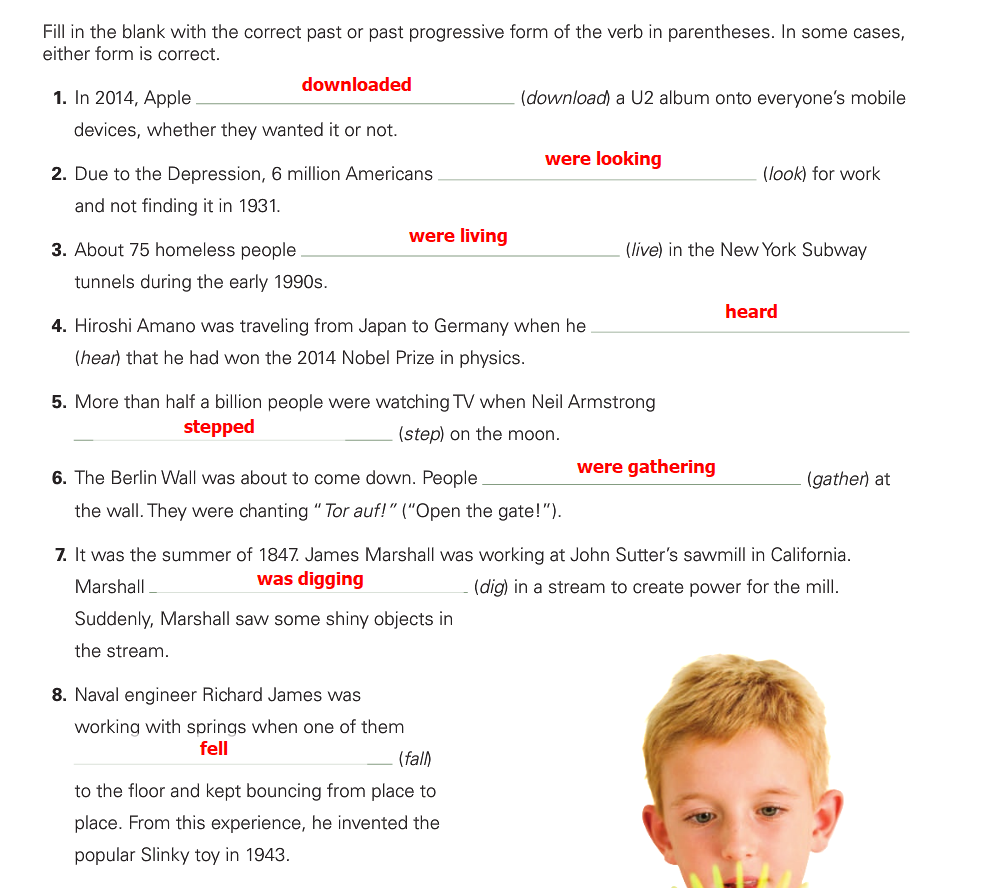 Fill in the blank with the correct past or past progressive form of the verb in parentheses. In some cases,
either form is correct.
1. In 2014, Apple downloaded (download) a U2 album onto everyone’s mobile
devices, whether they wanted it or not.
2. Due to the Depression, 6 million Americans were looking (look) for work
and not finding it in 1931.
3. About 75 homeless people were living (live) in the New York Subway
tunnels during the early 1990s.
4. Hiroshi Amano was traveling from Japan to Germany when he heard
(hear) that he had won the 2014 Nobel Prize in physics.
5. More than half a billion people were watching TV when Neil Armstrong
stepped (step) on the moon.
6. The Berlin Wall was about to come down. People were gathering (gather) at
the wall. They were chanting “Tor auf!” (“Open the gate!”).
7. It was the summer of 1847. James Marshall was working at John Sutter’s sawmill in California.
Marshall was digging (dig) in a stream to create power for the mill.
Suddenly, Marshall saw some shiny objects in
the stream.
8. Naval engineer Richard James was
working with springs when one of them
fell (fall)
to the floor and kept bouncing from place to
place. From this experience, he invented the
popular Slinky toy in 1943.